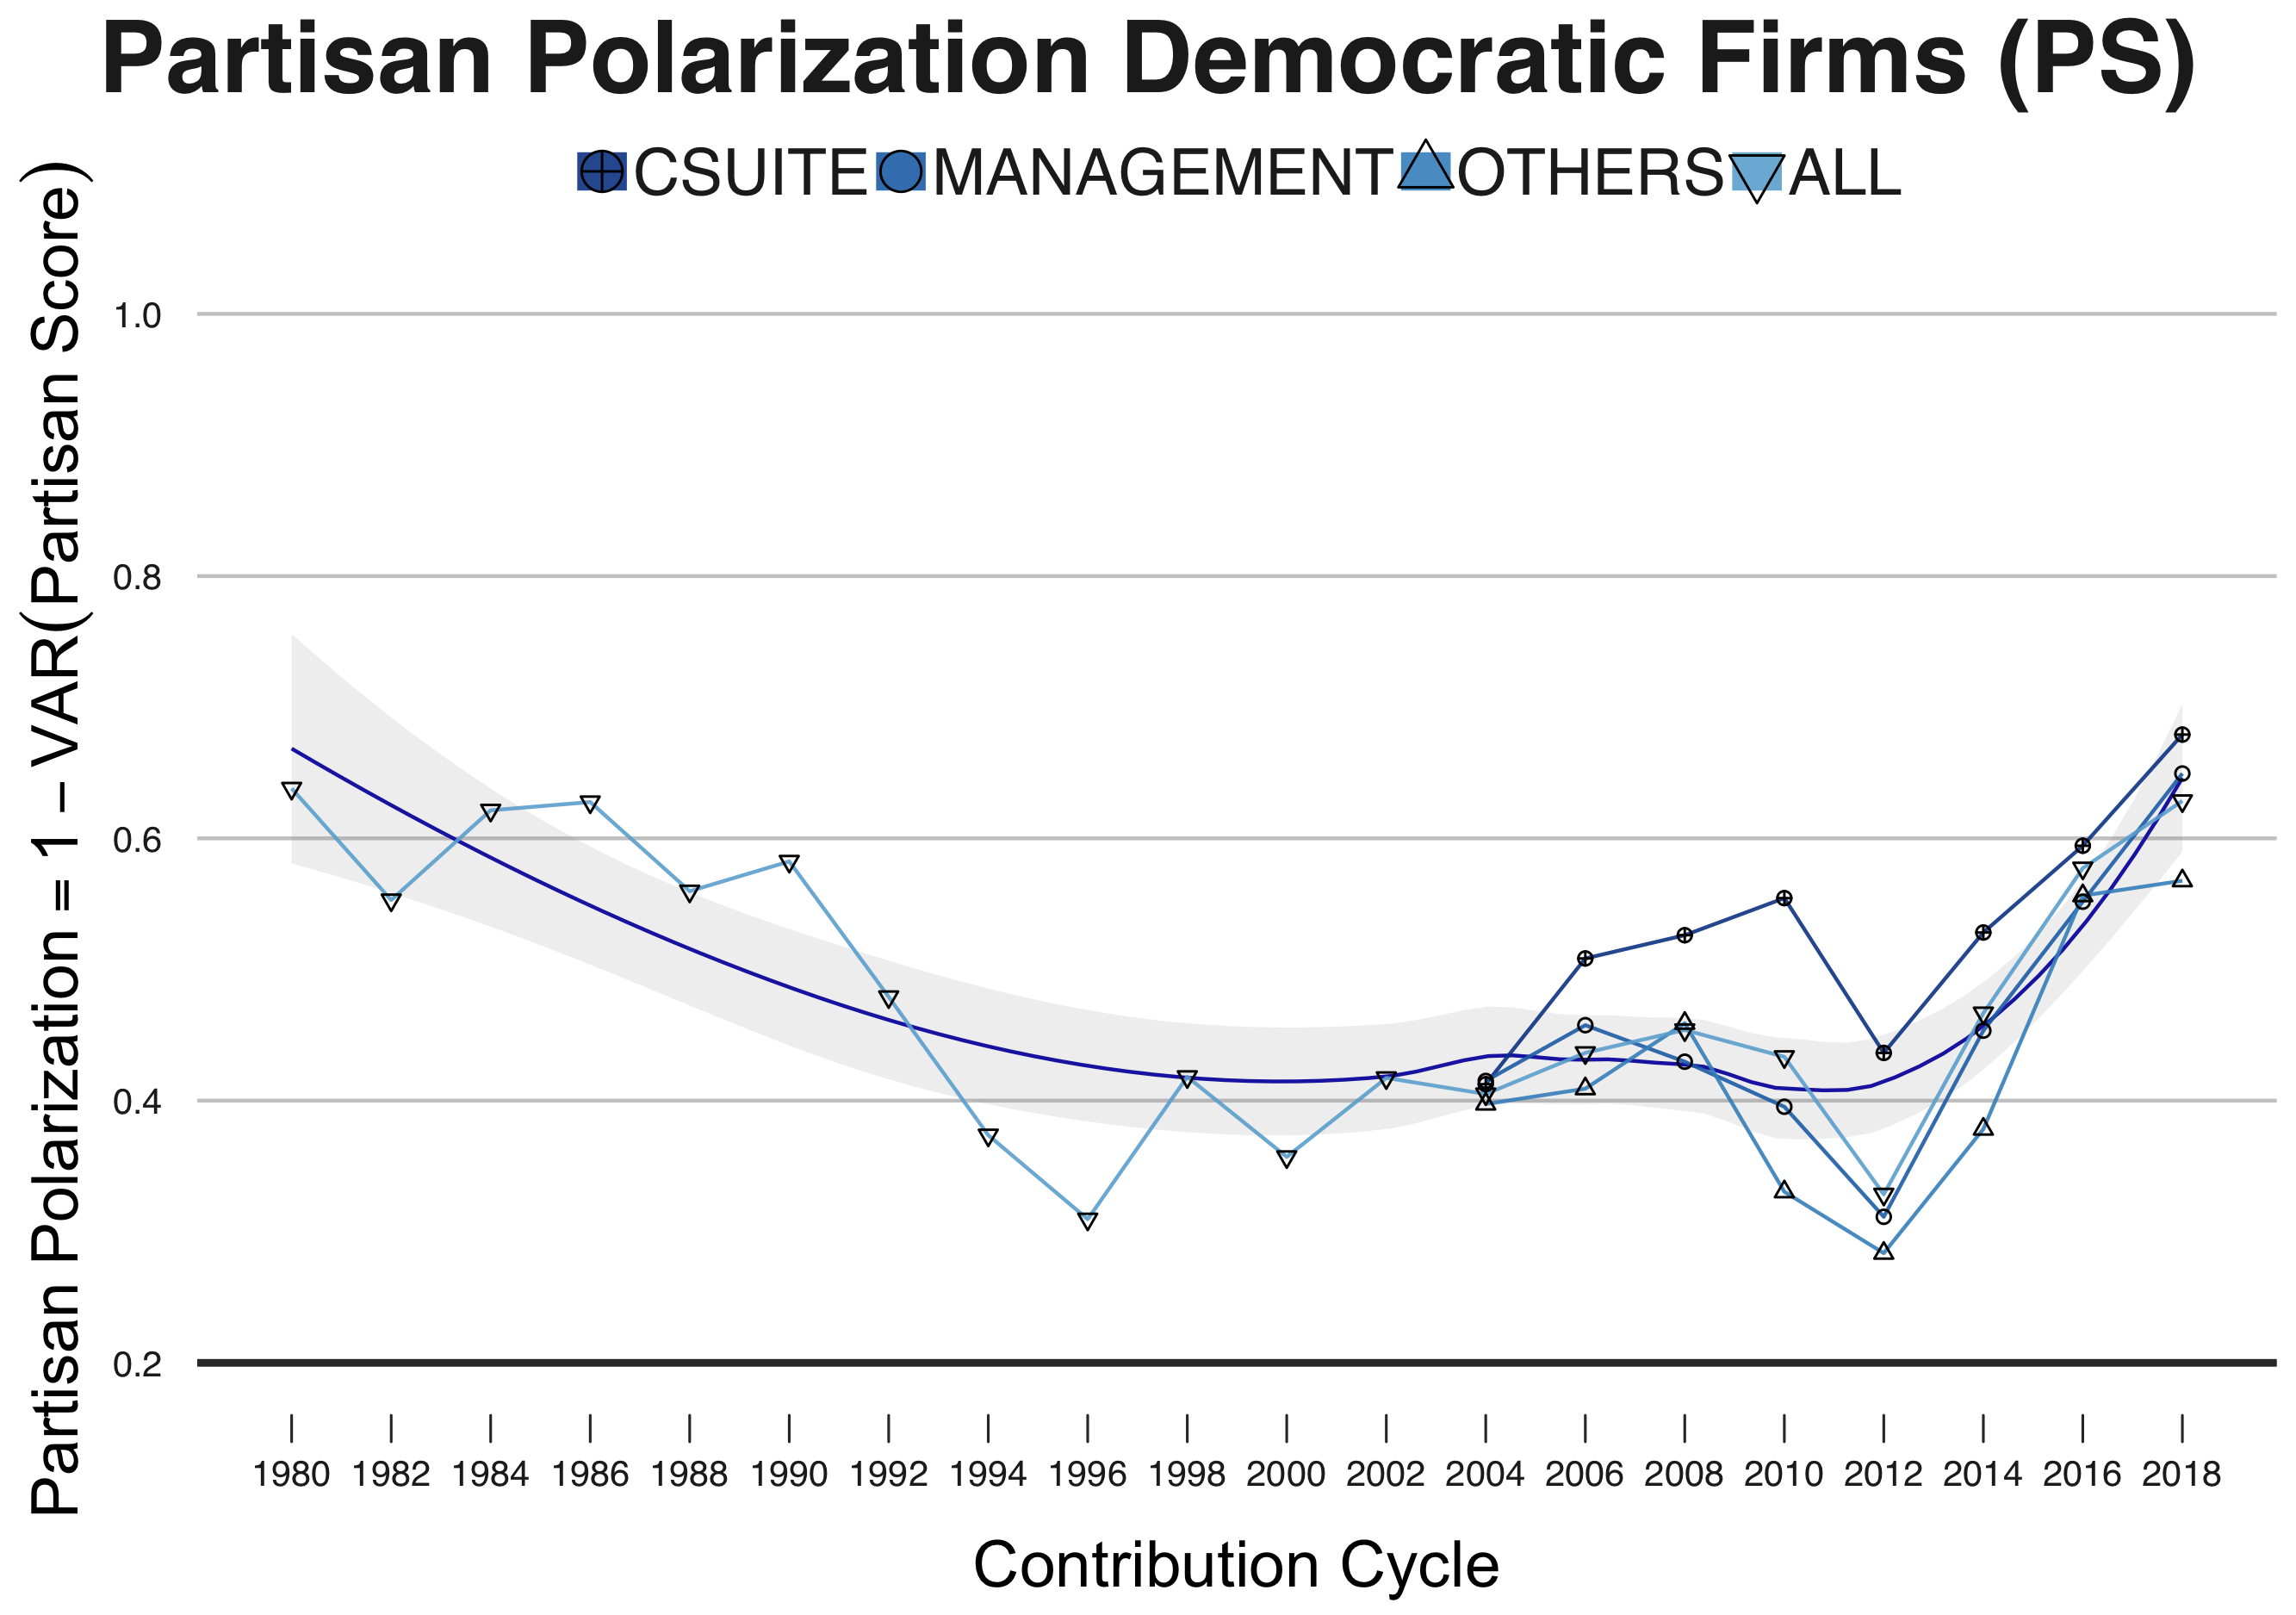 Partisan Polarization Democratic Firms (PS)
CSUITE MANAGEMENT OTHERS ALL
Partisan Polarization = 1 − VAR(Partisan Score)
1.0
0.8
0.6
0.4
0.2
1980 1982 1984 1986 1988 1990 1992 1994 1996 1998 2000 2002 2004 2006 2008 2010 2012 2014 2016 2018
Contribution Cycle